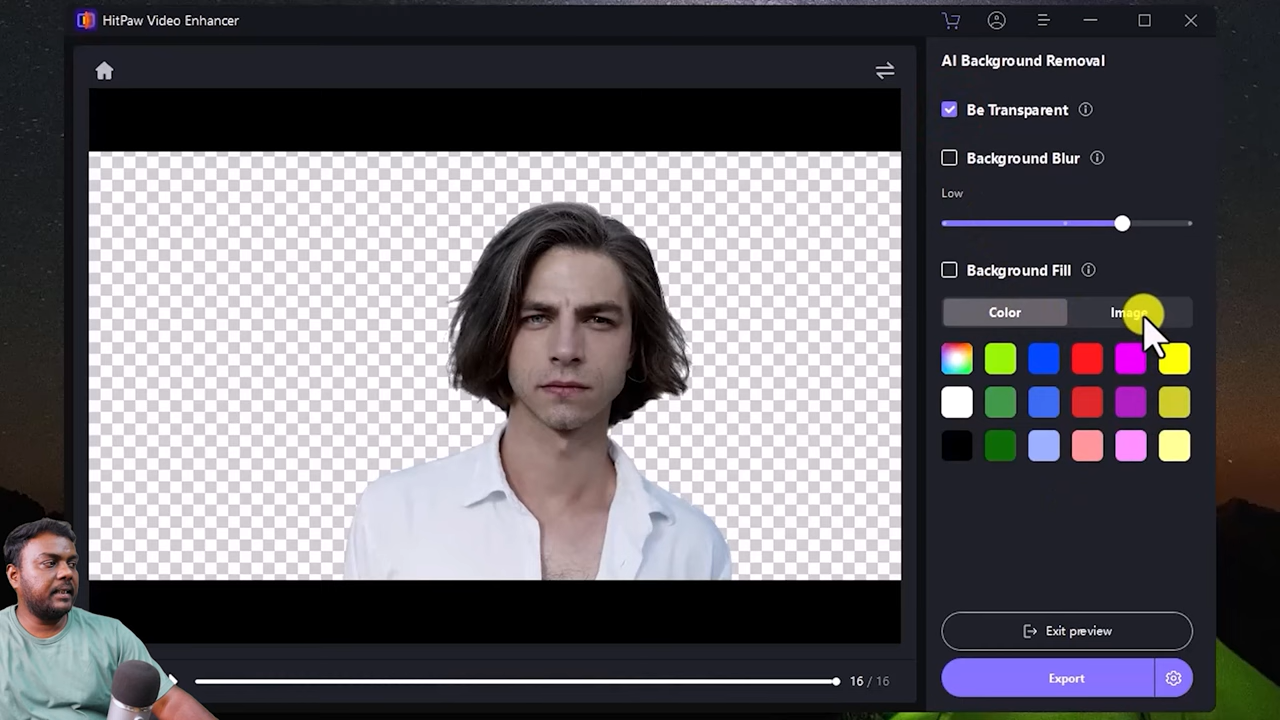 HitPaw Video Enhancer
AI Background Removal
Be Transparent
Background Blur
Low
Background Fill
Color
Image
16 / 16
Exit preview
Export